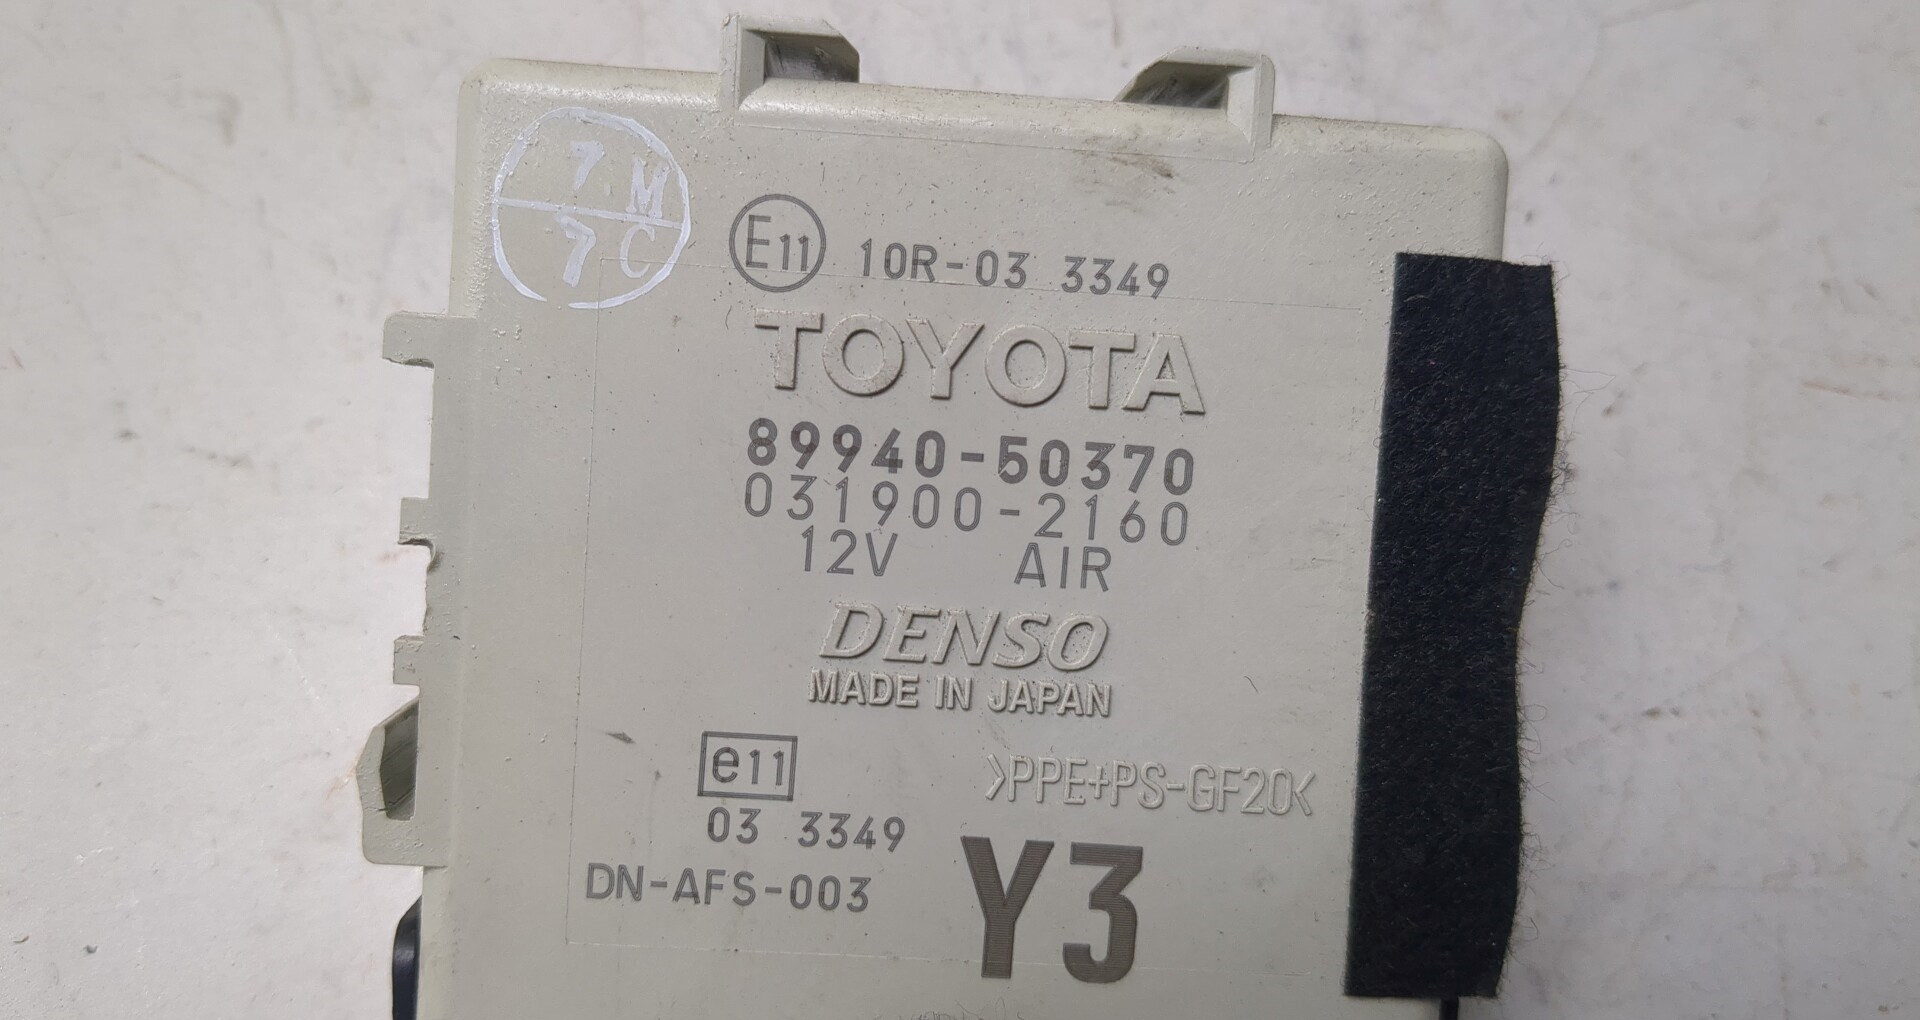 7 M
7 C
E11 10R-03 3349
TOYOTA
89940-50370
031900-2160
12V AIR
DENSO
MADE IN JAPAN
e11
>PPE+PS-GF20<
03 3349
DN-AFS-003
Y3